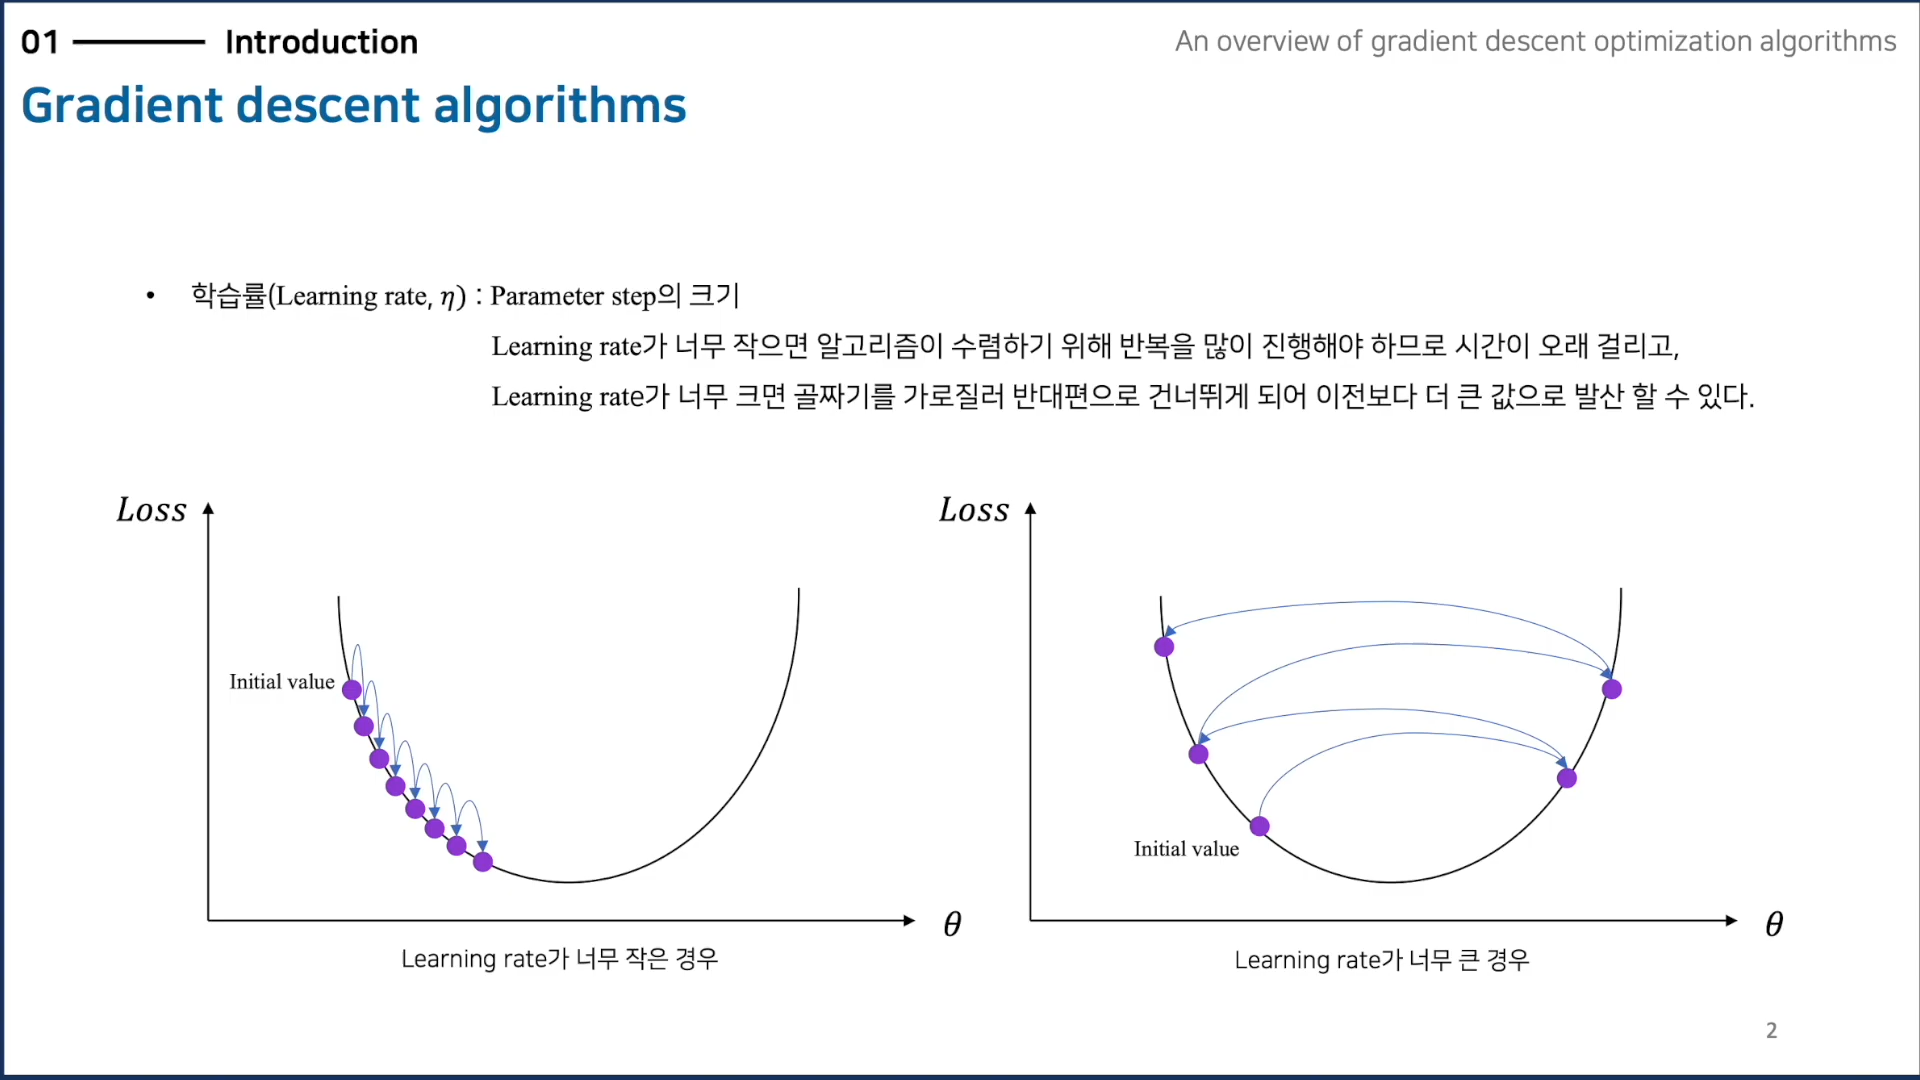 01 Introduction
An overview of gradient descent optimization algorithms
Gradient descent algorithms
• 학습률(Learning rate, η) : Parameter step의 크기
Learning rate가 너무 작으면 알고리즘이 수렴하기 위해 반복을 많이 진행해야 하므로 시간이 오래 걸리고,
Learning rate가 너무 크면 골짜기를 가로질러 반대편으로 건너뛰게 되어 이전보다 더 큰 값으로 발산 할 수 있다.
Loss
Initial value
θ
Learning rate가 너무 작은 경우
Loss
Initial value
θ
Learning rate가 너무 큰 경우
2